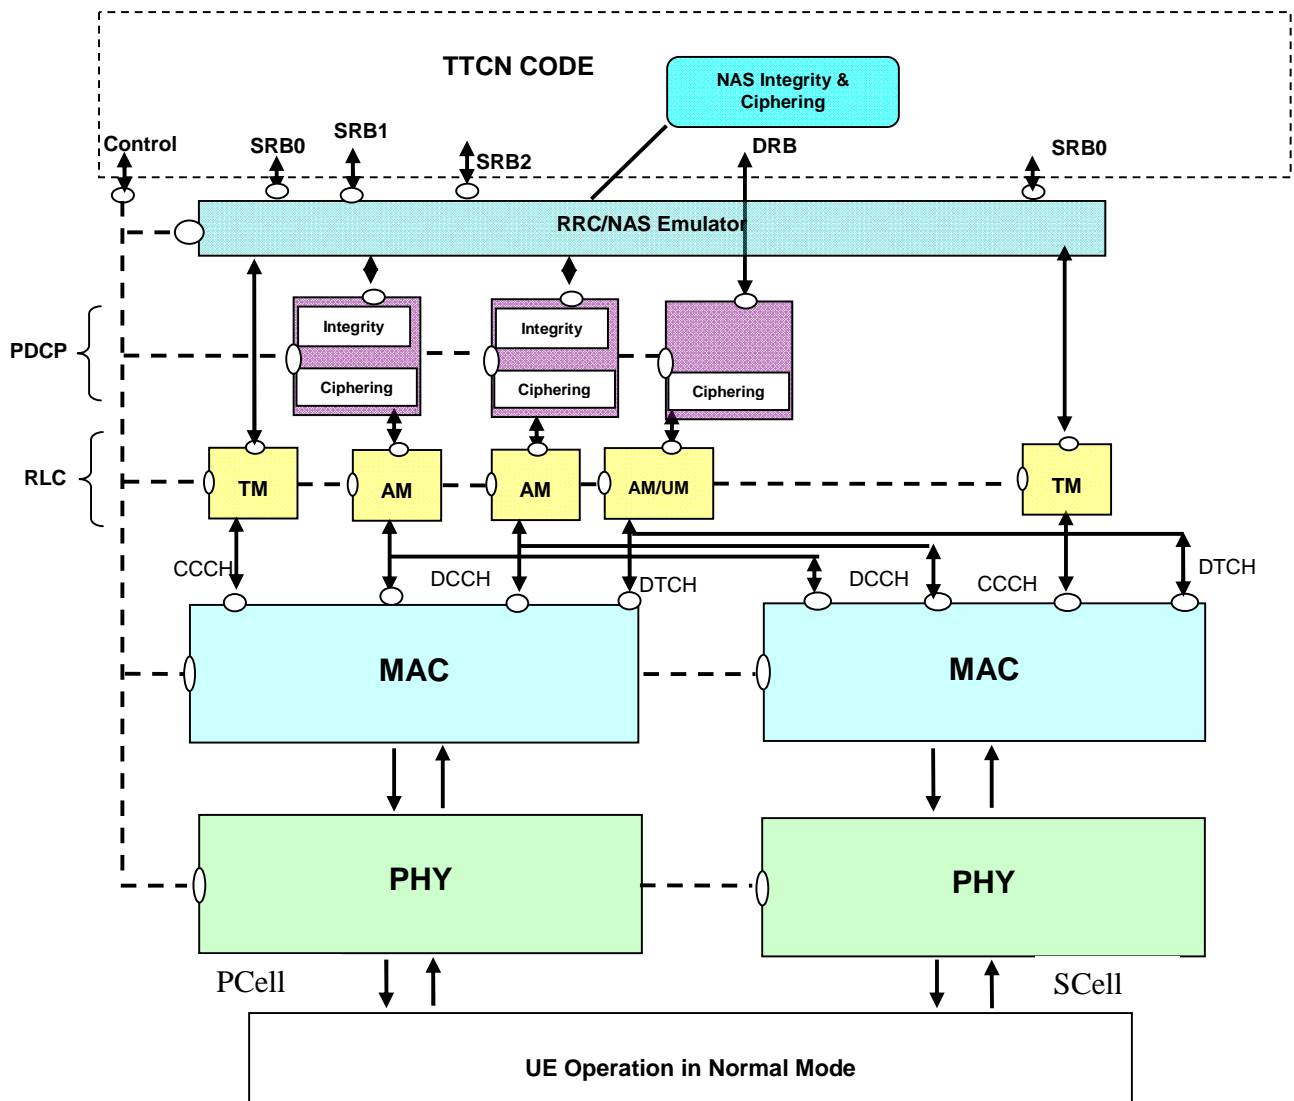 TTCN CODE
NAS Integrity &
Ciphering
Control
SRB0
SRB1
SRB2
DRB
SRB0
RRC/NAS Emulator
PDCP
Integrity
Integrity
Ciphering
Ciphering
Ciphering
RLC
TM
AM
AM
AM/UM
TM
CCCH
DCCH
DTCH
DCCH
CCCH
DTCH
MAC
MAC
PHY
PHY
PCell
SCell
UE Operation in Normal Mode